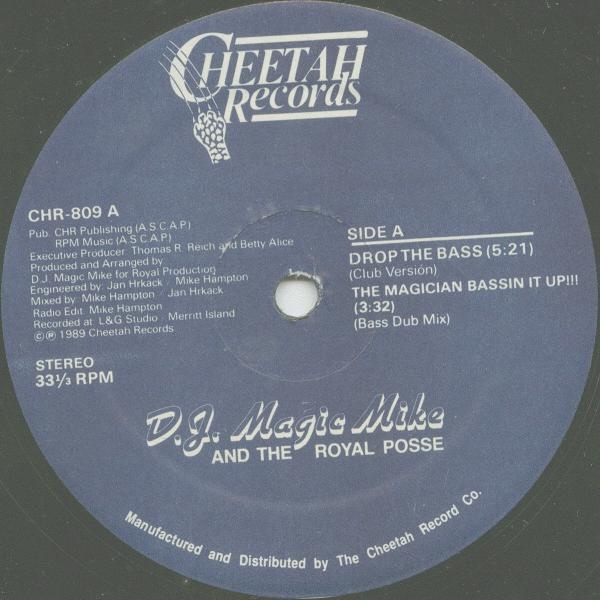 CHEETAH
Records
CHR-809 A
Pub. CHR Publishing (A.S.C.A.P.)
RPM Music (A.S.C.A.P.)
Executive Producer Thomas R. Reich and Betty Alice
Produced and Arranged by
D.J. Magic Mike for Royal Production
Engineered by: Jan Hrkack / Mike Hampton
Mixed by: Mike Hampton / Jan Hrkack
Radio Edit: Mike Hampton
Recorded at: L&G Studio / Merritt Island
© ℗ 1989 Cheetah Records
STEREO
33⅓ RPM
SIDE A
DROP THE BASS (5:21)
(Club Versión)
THE MAGICIAN BASSIN IT UP!!!
(3:32)
(Bass Dub Mix)
D.J. Magic Mike
AND THE ROYAL POSSE
Manufactured and Distributed by The Cheetah Record Co.